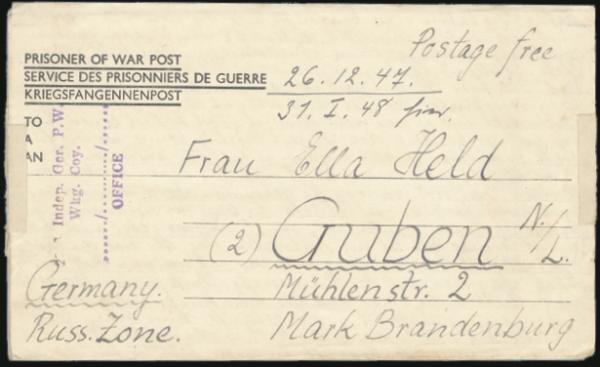 Postage free
PRISONER OF WAR POST
SERVICE DES PRISONNIERS DE GUERRE
KRIEGSFANGENNENPOST
26.12.47.
31. I. 48
TO
A
AN
Indep. Ger. P.W.
Wkg. Coy.
OFFICE
Frau Ella Held
(2) Guben N./L.
Germany.
Mühlenstr. 2
Russ. Zone.
Mark Brandenburg